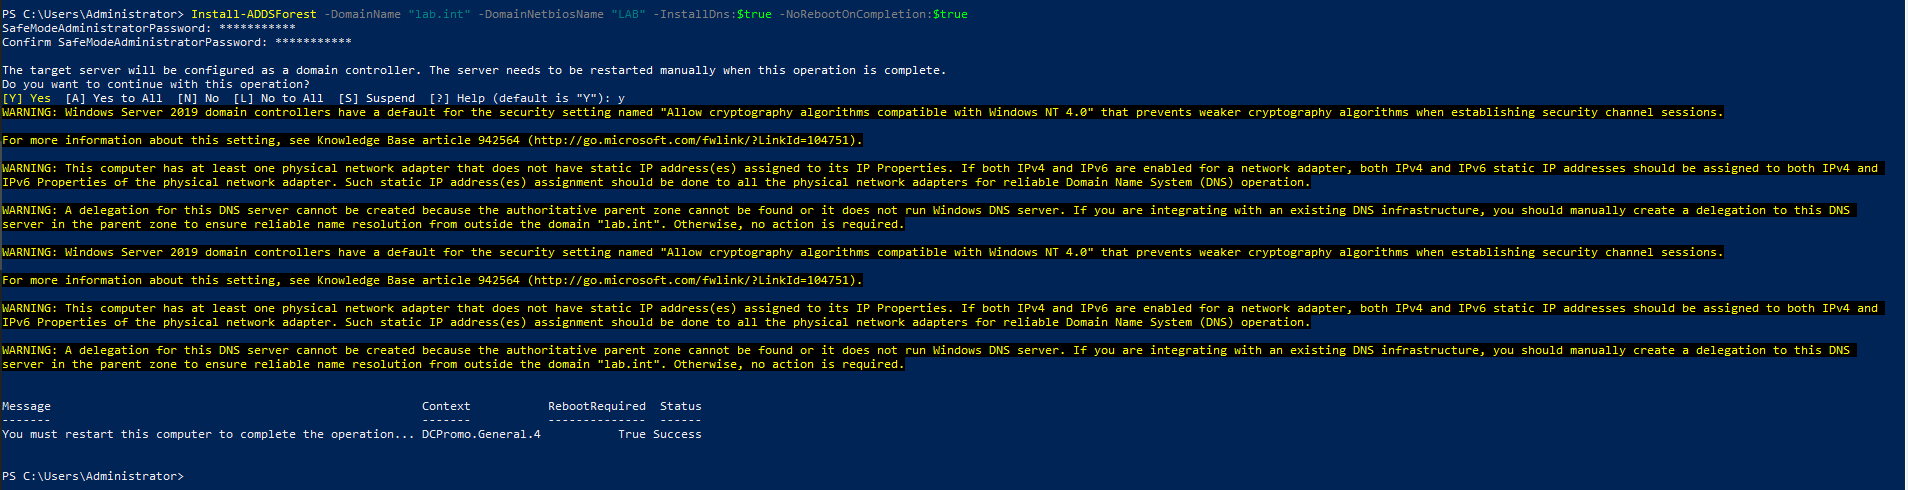 PS C:\Users\Administrator> Install-ADDSForest -DomainName "lab.int" -DomainNetbiosName "LAB" -InstallDns:$true -NoRebootOnCompletion:$true
SafeModeAdministratorPassword: ***********
Confirm SafeModeAdministratorPassword: ***********
The target server will be configured as a domain controller. The server needs to be restarted manually when this operation is complete.
Do you want to continue with this operation?
[Y] Yes  [A] Yes to All  [N] No  [L] No to All  [S] Suspend  [?] Help (default is "Y"): y
WARNING: Windows Server 2019 domain controllers have a default for the security setting named "Allow cryptography algorithms compatible with Windows NT 4.0" that prevents weaker cryptography algorithms when establishing security channel sessions.
For more information about this setting, see Knowledge Base article 942564 (http://go.microsoft.com/fwlink/?LinkId=104751).
WARNING: This computer has at least one physical network adapter that does not have static IP address(es) assigned to its IP Properties. If both IPv4 and IPv6 are enabled for a network adapter, both IPv4 and IPv6 static IP addresses should be assigned to both IPv4 and
IPv6 Properties of the physical network adapter. Such static IP address(es) assignment should be done to all the physical network adapters for reliable Domain Name System (DNS) operation.
WARNING: A delegation for this DNS server cannot be created because the authoritative parent zone cannot be found or it does not run Windows DNS server. If you are integrating with an existing DNS infrastructure, you should manually create a delegation to this DNS
server in the parent zone to ensure reliable name resolution from outside the domain "lab.int". Otherwise, no action is required.
WARNING: Windows Server 2019 domain controllers have a default for the security setting named "Allow cryptography algorithms compatible with Windows NT 4.0" that prevents weaker cryptography algorithms when establishing security channel sessions.
For more information about this setting, see Knowledge Base article 942564 (http://go.microsoft.com/fwlink/?LinkId=104751).
WARNING: This computer has at least one physical network adapter that does not have static IP address(es) assigned to its IP Properties. If both IPv4 and IPv6 are enabled for a network adapter, both IPv4 and IPv6 static IP addresses should be assigned to both IPv4 and
IPv6 Properties of the physical network adapter. Such static IP address(es) assignment should be done to all the physical network adapters for reliable Domain Name System (DNS) operation.
WARNING: A delegation for this DNS server cannot be created because the authoritative parent zone cannot be found or it does not run Windows DNS server. If you are integrating with an existing DNS infrastructure, you should manually create a delegation to this DNS
server in the parent zone to ensure reliable name resolution from outside the domain "lab.int". Otherwise, no action is required.
Message Context RebootRequired Status
------- ------- -------------- ------
You must restart this computer to complete the operation... DCPromo.General.4 True Success
PS C:\Users\Administrator>